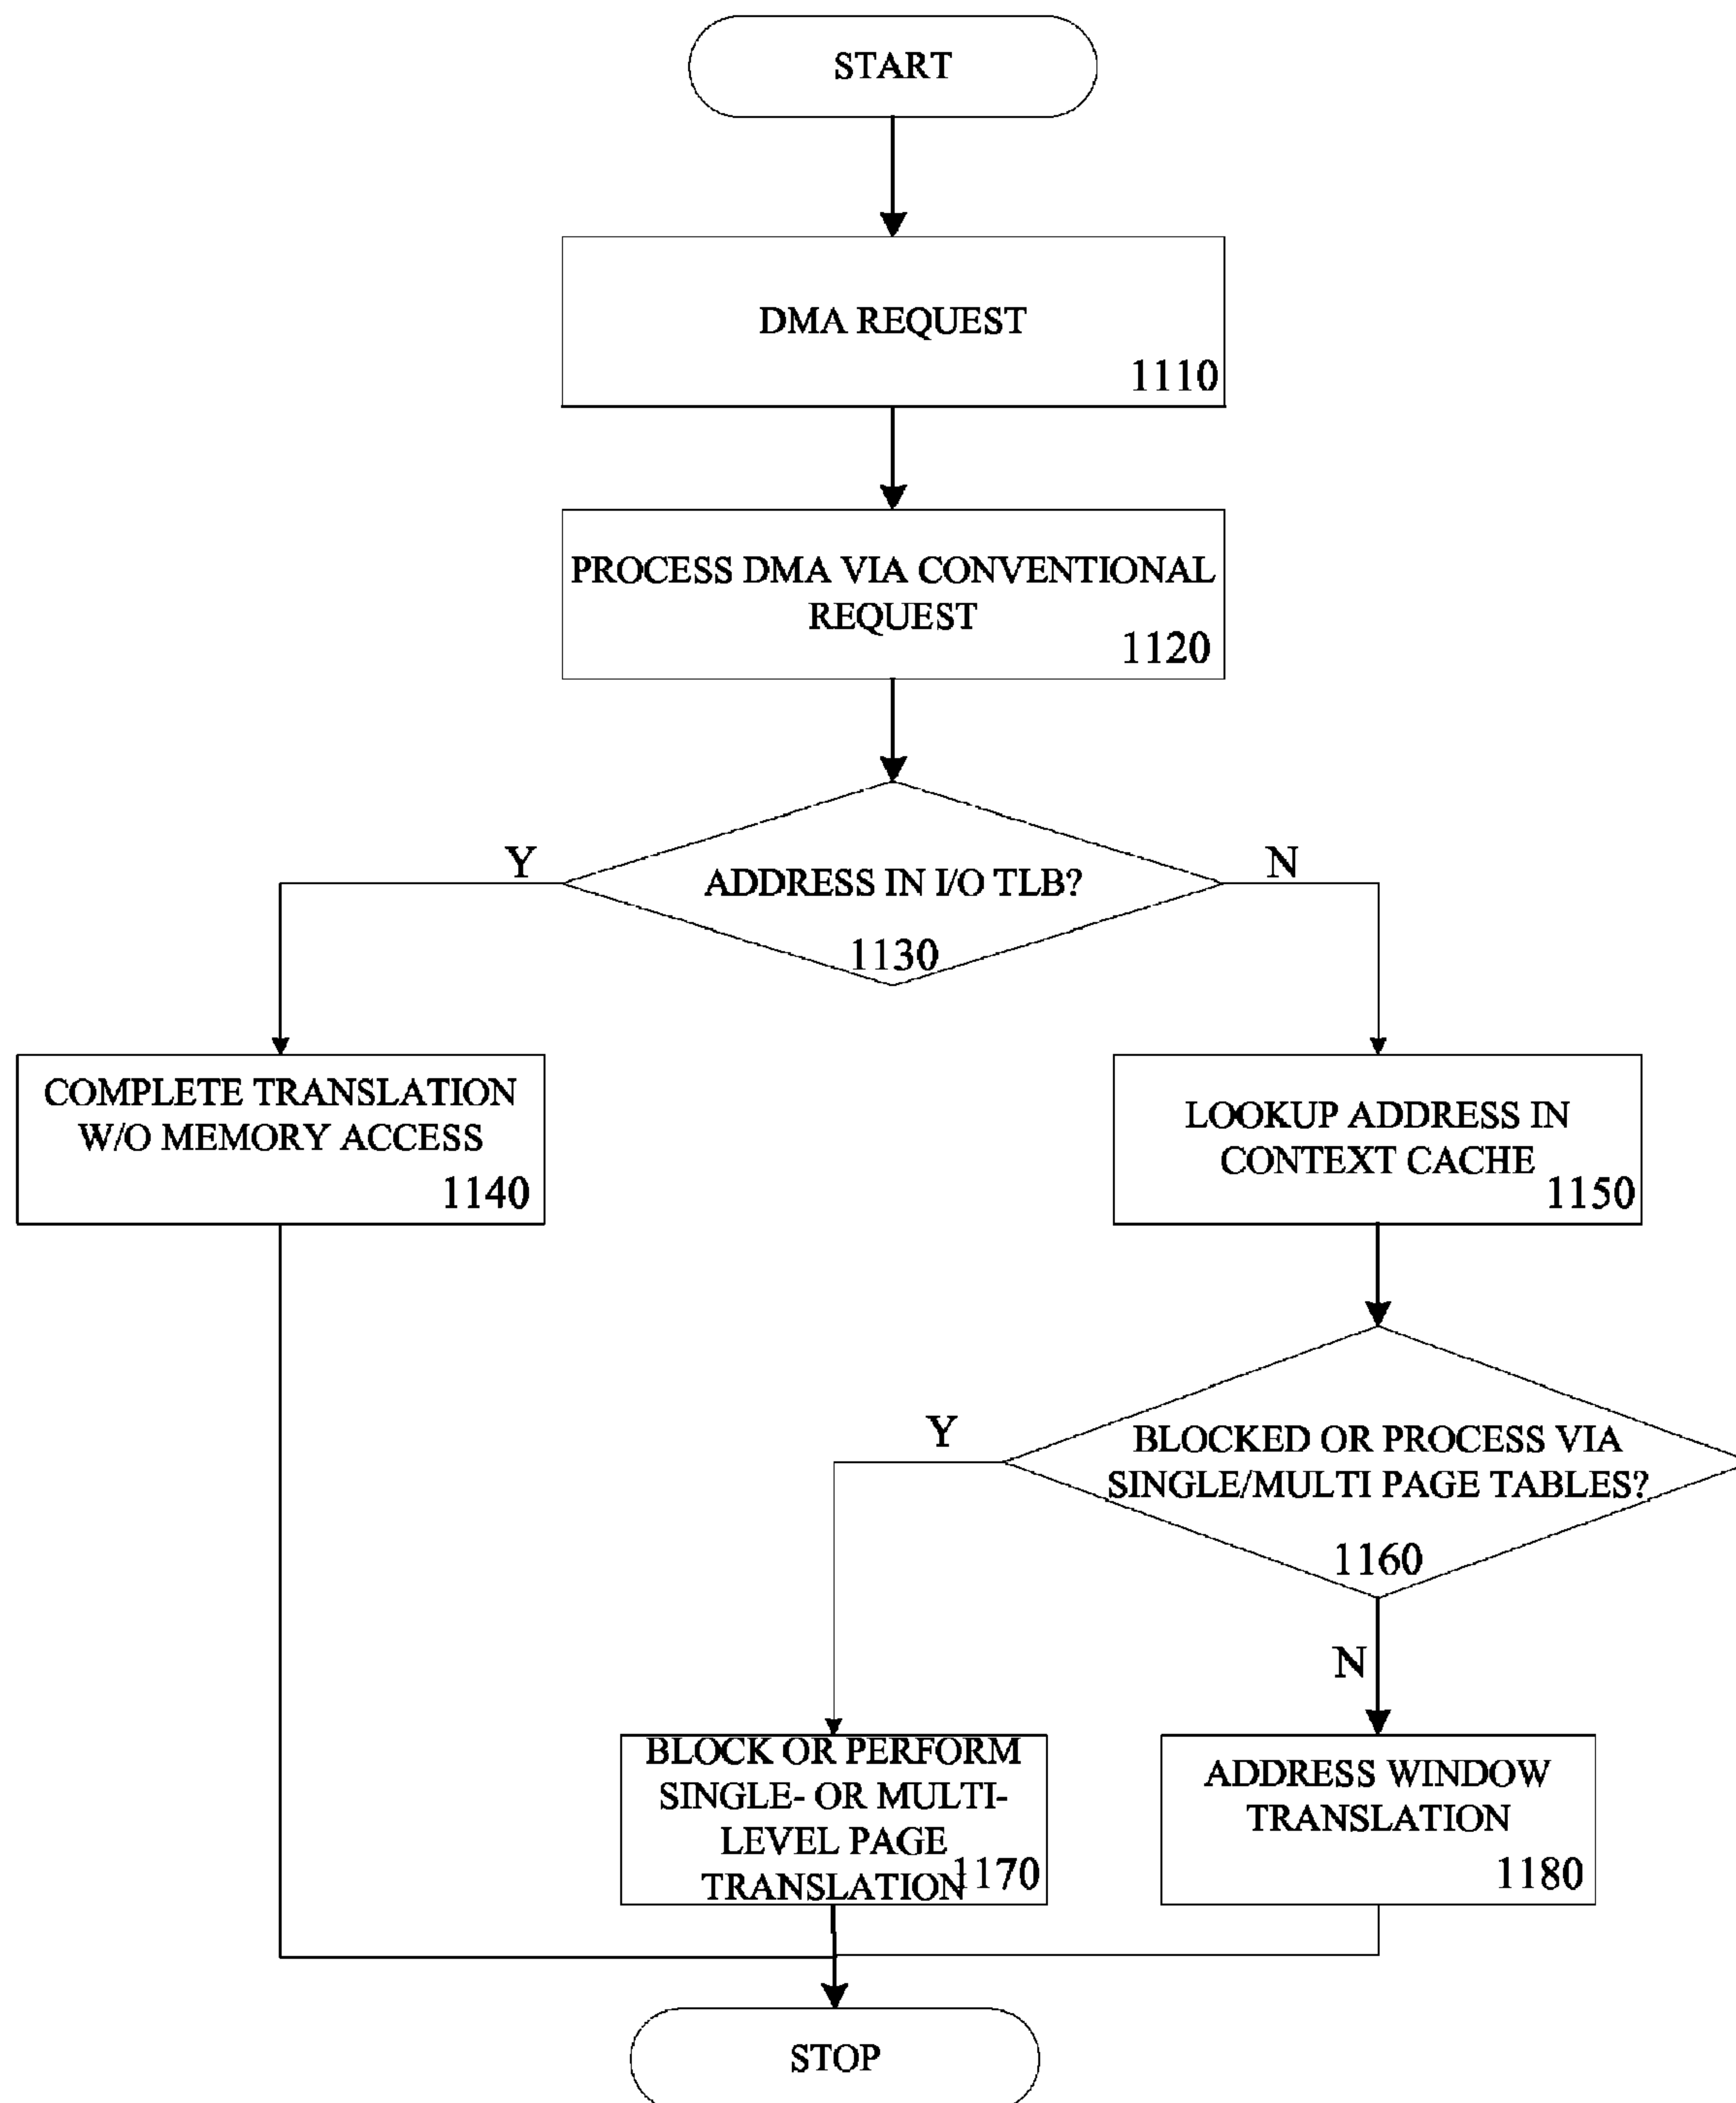 START
DMA REQUEST
1110
PROCESS DMA VIA CONVENTIONAL
REQUEST
1120
Y
N
ADDRESS IN I/O TLB?
1130
COMPLETE TRANSLATION
W/O MEMORY ACCESS
1140
LOOKUP ADDRESS IN
CONTEXT CACHE
1150
Y
BLOCKED OR PROCESS VIA
SINGLE/MULTI PAGE TABLES?
1160
N
BLOCK OR PERFORM
SINGLE- OR MULTI-
LEVEL PAGE
TRANSLATION
1170
ADDRESS WINDOW
TRANSLATION
1180
STOP